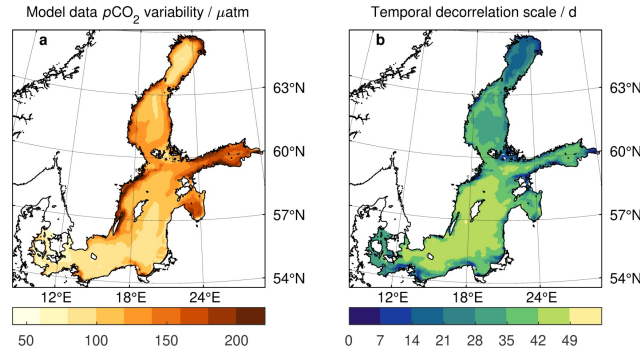 Model data pCO₂ variability / μatm
a
63°N
60°N
57°N
54°N
12°E 18°E 24°E
50 100 150 200
Temporal decorrelation scale / d
b
63°N
60°N
57°N
54°N
12°E 18°E 24°E
0 7 14 21 28 35 42 49